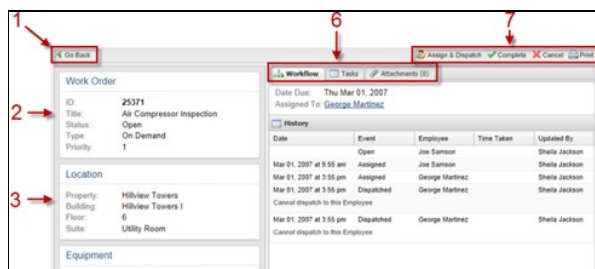 1
6
7
Go Back
Assign & Dispatch Complete Cancel Print
Workflow Tasks Attachments (0)
Work Order
Date Due: Thu Mar 01, 2007
Assigned To: George Martinez
2
ID: 25371
Title: Air Compressor Inspection
Status: Open
Type: On Demand
Priority: 1
History
Date Event Employee Time Taken Updated By
Open Joe Samson Sheila Jackson
Mar 01, 2007 at 9:55 am Assigned Joe Samson Sheila Jackson
Mar 01, 2007 at 3:55 pm Assigned George Martinez Sheila Jackson
Mar 01, 2007 at 3:55 pm Dispatched George Martinez Sheila Jackson
Cannot dispatch to this Employee
Mar 01, 2007 at 3:55 pm Dispatched George Martinez Sheila Jackson
Cannot dispatch to this Employee
Location
3
Property: Hillview Towers
Building: Hillview Towers I
Floor: 6
Suite: Utility Room
Equipment